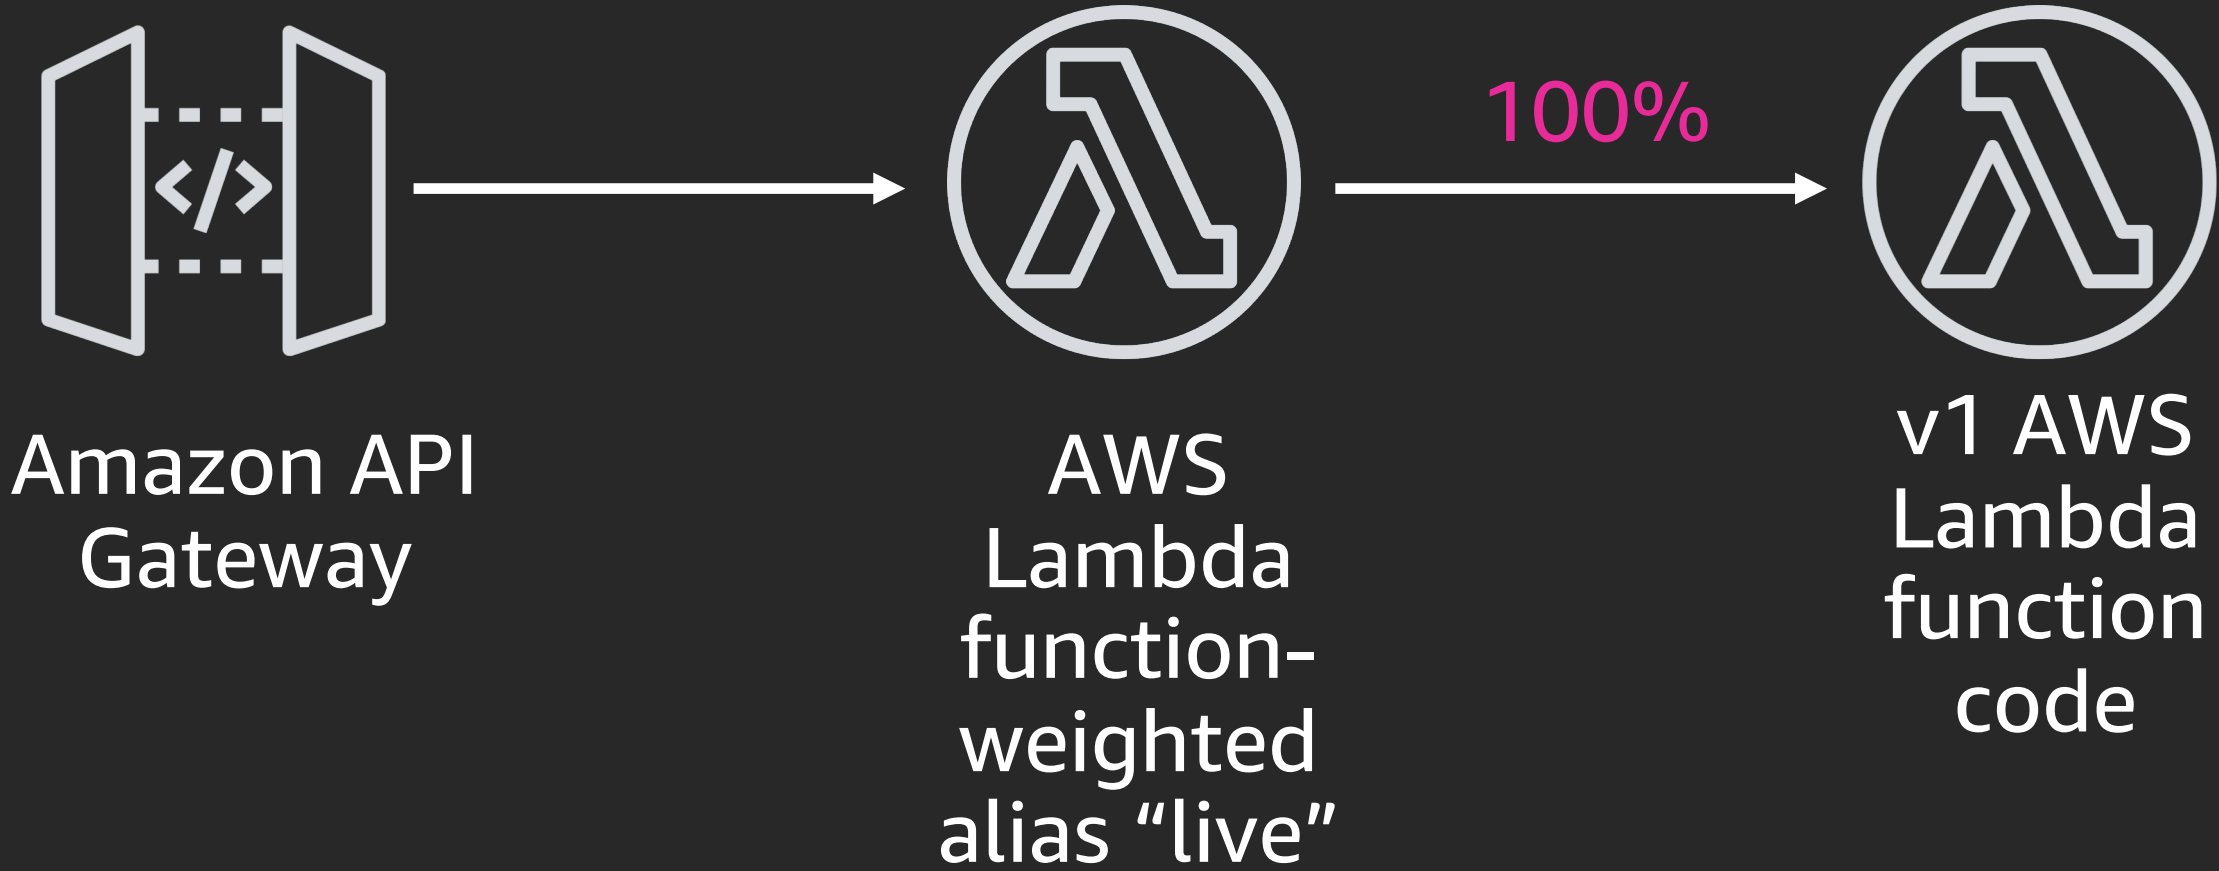 100%
Amazon API
Gateway
AWS
Lambda
function-
weighted
alias “live”
v1 AWS
Lambda
function
code